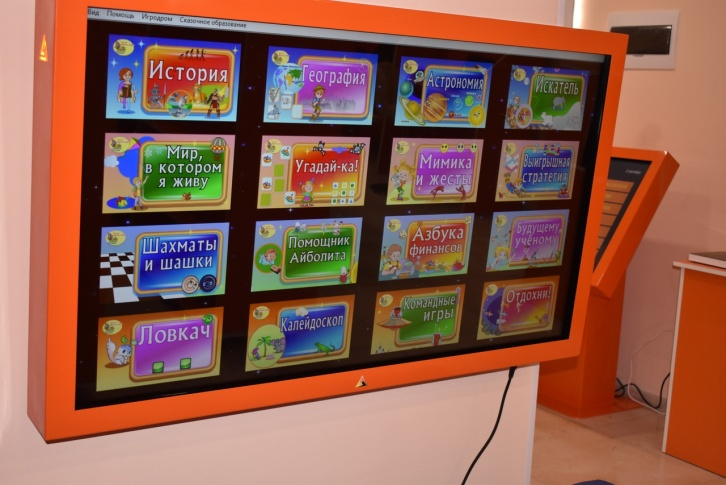 Вид Помощь Игродром Сказочное образование
История
География
Астрономия
Искатель
Мир,
в котором
я живу
Угадай-ка!
Мимика
и жесты
Выигрышная
стратегия
Шахматы
и шашки
Помощник
Айболита
Азбука
финансов
Будущему
учёному
Ловкач
Калейдоскоп
Командные
игры
Отдохни!